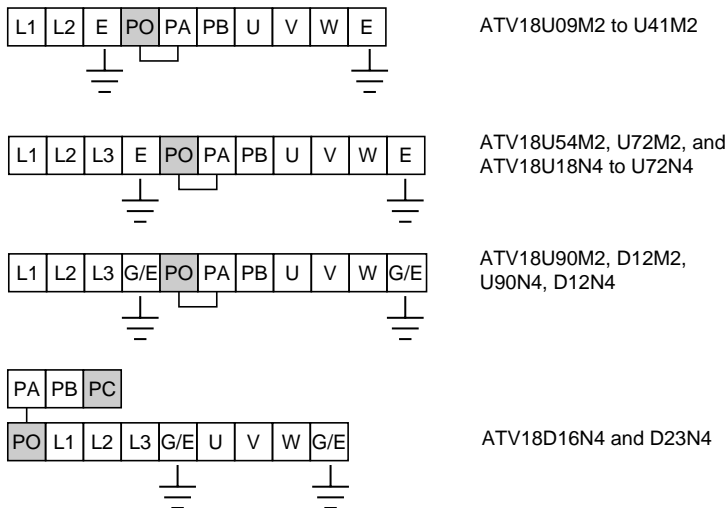 L1 L2 E PO PA PB U V W E
ATV18U09M2 to U41M2
L1 L2 L3 E PO PA PB U V W E
ATV18U54M2, U72M2, and
ATV18U18N4 to U72N4
L1 L2 L3 G/E PO PA PB U V W G/E
ATV18U90M2, D12M2,
U90N4, D12N4
PA PB PC
PO L1 L2 L3 G/E U V W G/E
ATV18D16N4 and D23N4